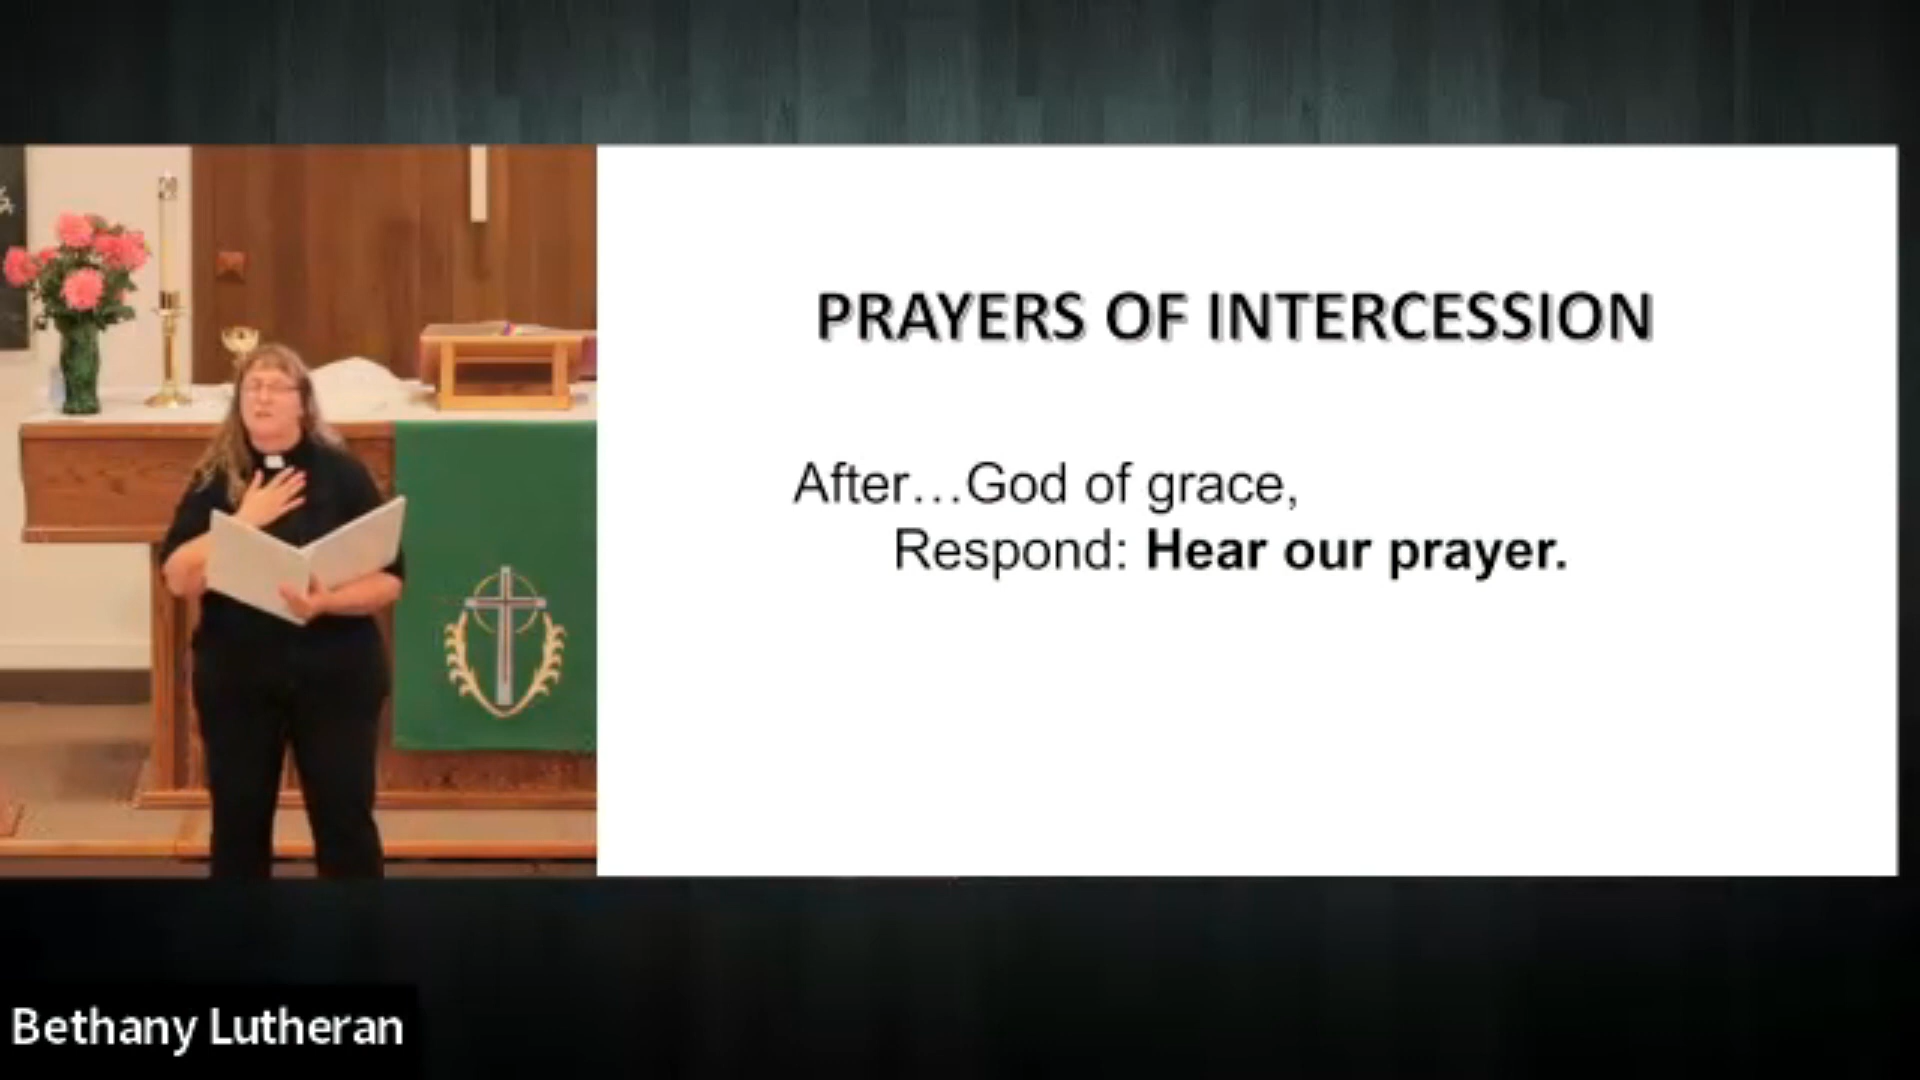 PRAYERS OF INTERCESSION
After…God of grace,
Respond: Hear our prayer.
Bethany Lutheran